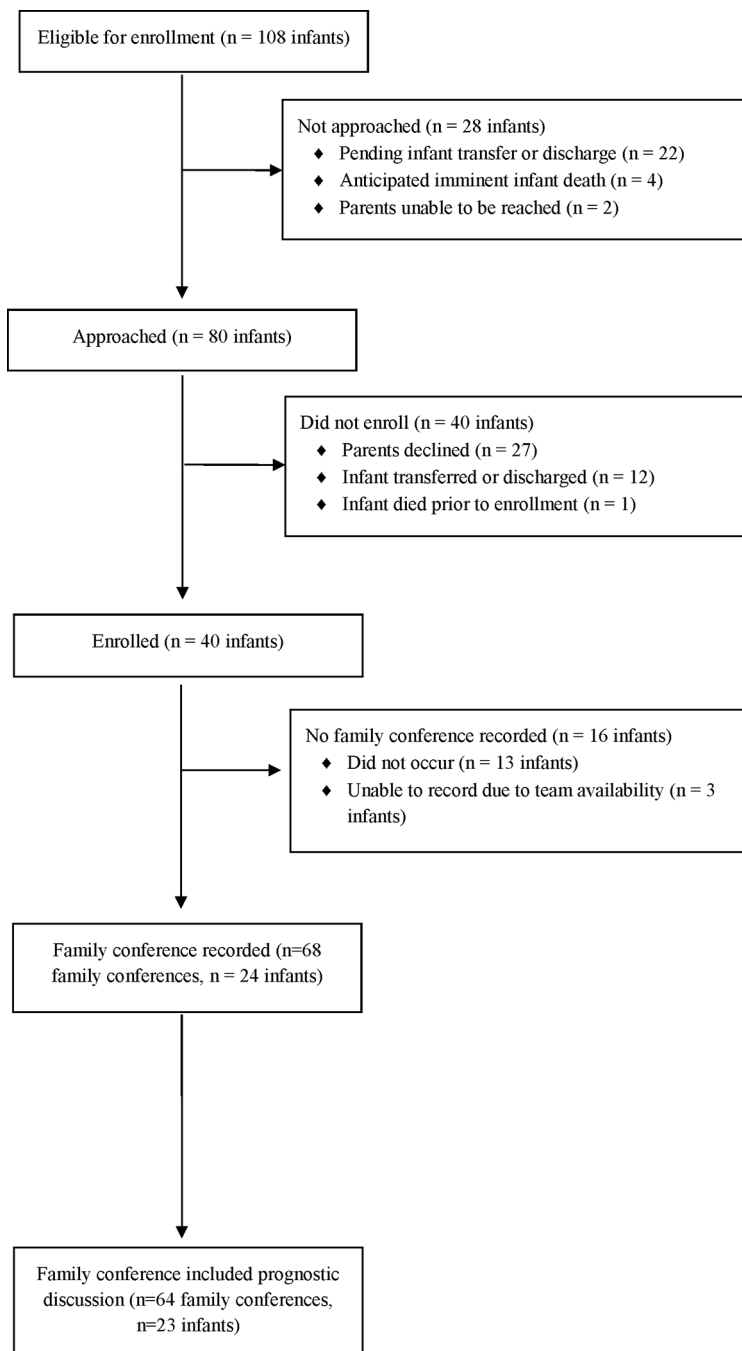 Eligible for enrollment (n = 108 infants)
Not approached (n = 28 infants)
♦ Pending infant transfer or discharge (n = 22)
♦ Anticipated imminent infant death (n = 4)
♦ Parents unable to be reached (n = 2)
Approached (n = 80 infants)
Did not enroll (n = 40 infants)
♦ Parents declined (n = 27)
♦ Infant transferred or discharged (n = 12)
♦ Infant died prior to enrollment (n = 1)
Enrolled (n = 40 infants)
No family conference recorded (n = 16 infants)
♦ Did not occur (n = 13 infants)
♦ Unable to record due to team availability (n = 3
infants)
Family conference recorded (n=68
family conferences, n = 24 infants)
Family conference included prognostic
discussion (n=64 family conferences,
n=23 infants)